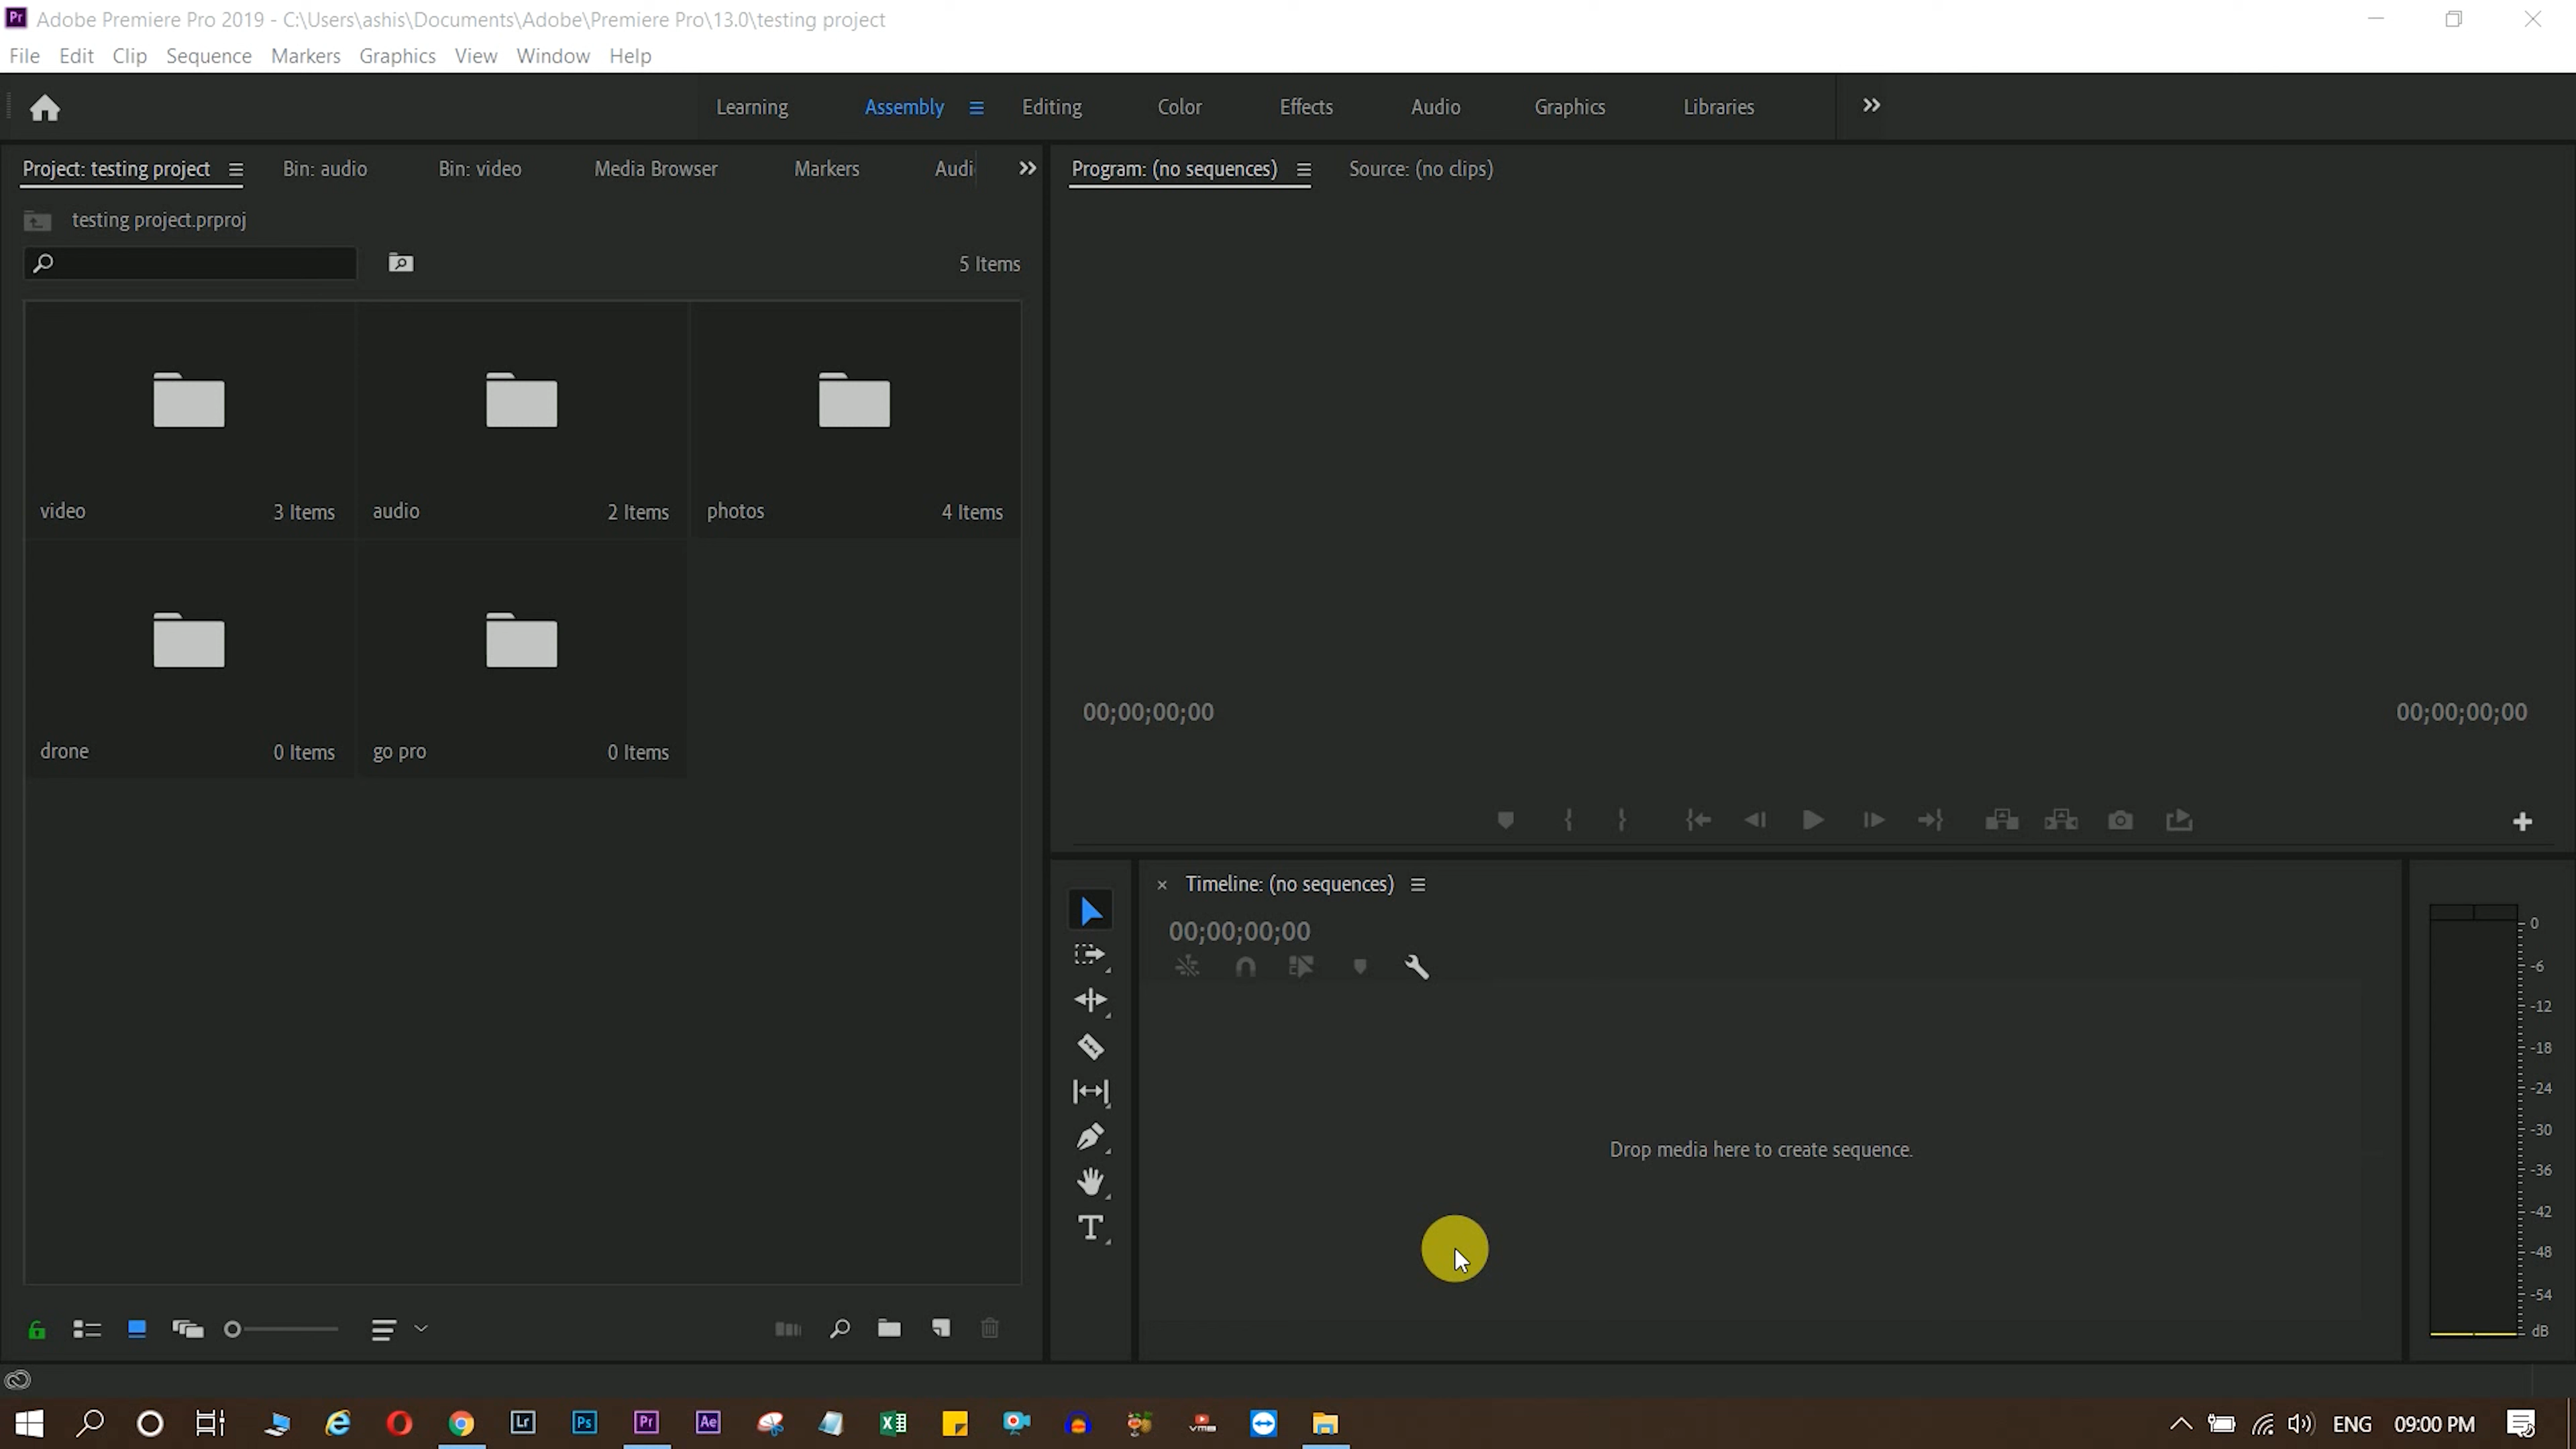 Pr Adobe Premiere Pro 2019 - C:\Users\ashis\Documents\Adobe\Premiere Pro\13.0\testing project
File Edit Clip Sequence Markers Graphics View Window Help
Learning Assembly Editing Color Effects Audio Graphics Libraries
Project: testing project Bin: audio Bin: video Media Browser Markers Audi
Program: (no sequences) Source: (no clips)
testing project.prproj
5 Items
video 3 Items audio 2 Items photos 4 Items
drone 0 Items go pro 0 Items
00;00;00;00 00;00;00;00
Timeline: (no sequences)
00;00;00;00
Drop media here to create sequence.
0
-6
-12
-18
-24
-30
-36
-42
-48
-54
dB
Lr Ps Pr Ae
ENG 09:00 PM